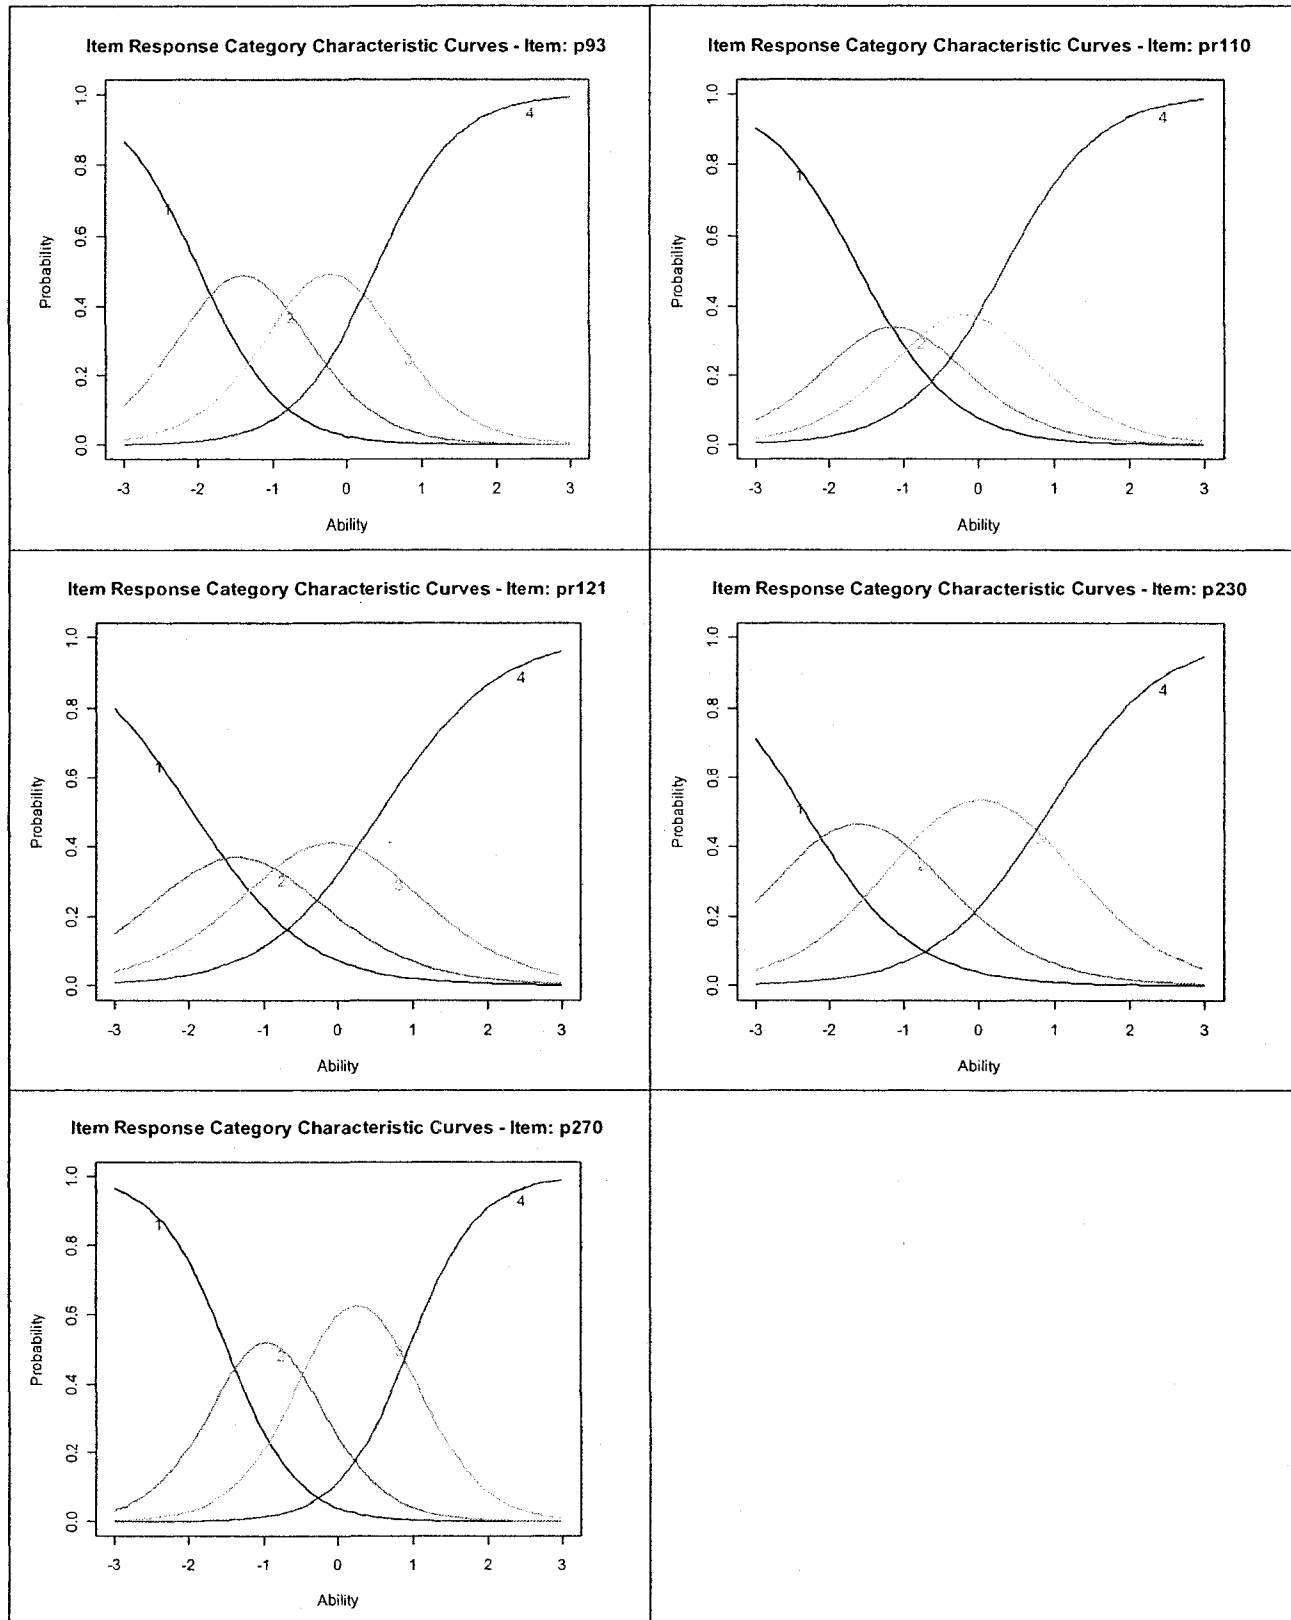 Item Response Category Characteristic Curves - Item: p93
Probability
0.0 0.2 0.4 0.6 0.8 1.0
1
2
3
4
-3 -2 -1 0 1 2 3
Ability
Item Response Category Characteristic Curves - Item: pr110
Probability
0.0 0.2 0.4 0.6 0.8 1.0
1
2
4
-3 -2 -1 0 1 2 3
Ability
Item Response Category Characteristic Curves - Item: pr121
Probability
0.0 0.2 0.4 0.6 0.8 1.0
1
2
3
4
-3 -2 -1 0 1 2 3
Ability
Item Response Category Characteristic Curves - Item: p230
Probability
0.0 0.2 0.4 0.6 0.8 1.0
1
2
4
-3 -2 -1 0 1 2 3
Ability
Item Response Category Characteristic Curves - Item: p270
Probability
0.0 0.2 0.4 0.6 0.8 1.0
1
2
3
4
-3 -2 -1 0 1 2 3
Ability